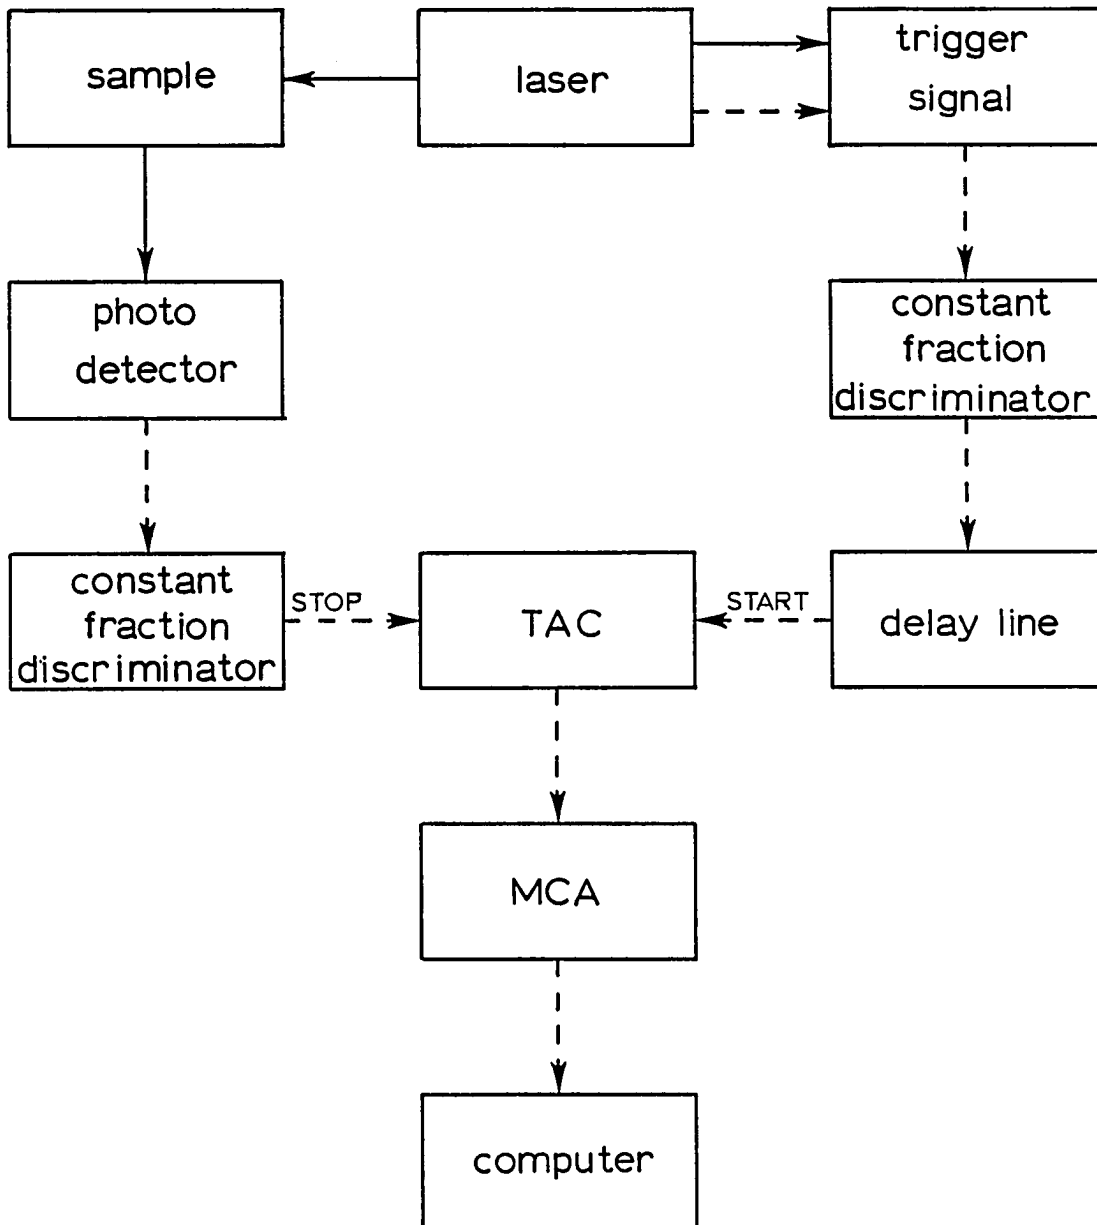 sample
laser
trigger
signal
photo
detector
constant
fraction
discriminator
constant
fraction
discriminator
STOP
TAC
START
delay line
MCA
computer